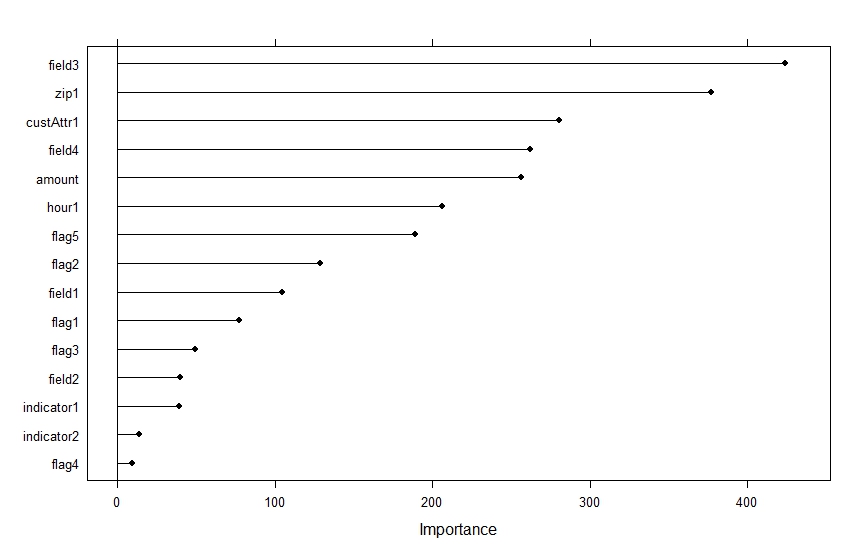 field3
zip1
custAttr1
field4
amount
hour1
flag5
flag2
field1
flag1
flag3
field2
indicator1
indicator2
flag4
0 100 200 300 400
Importance